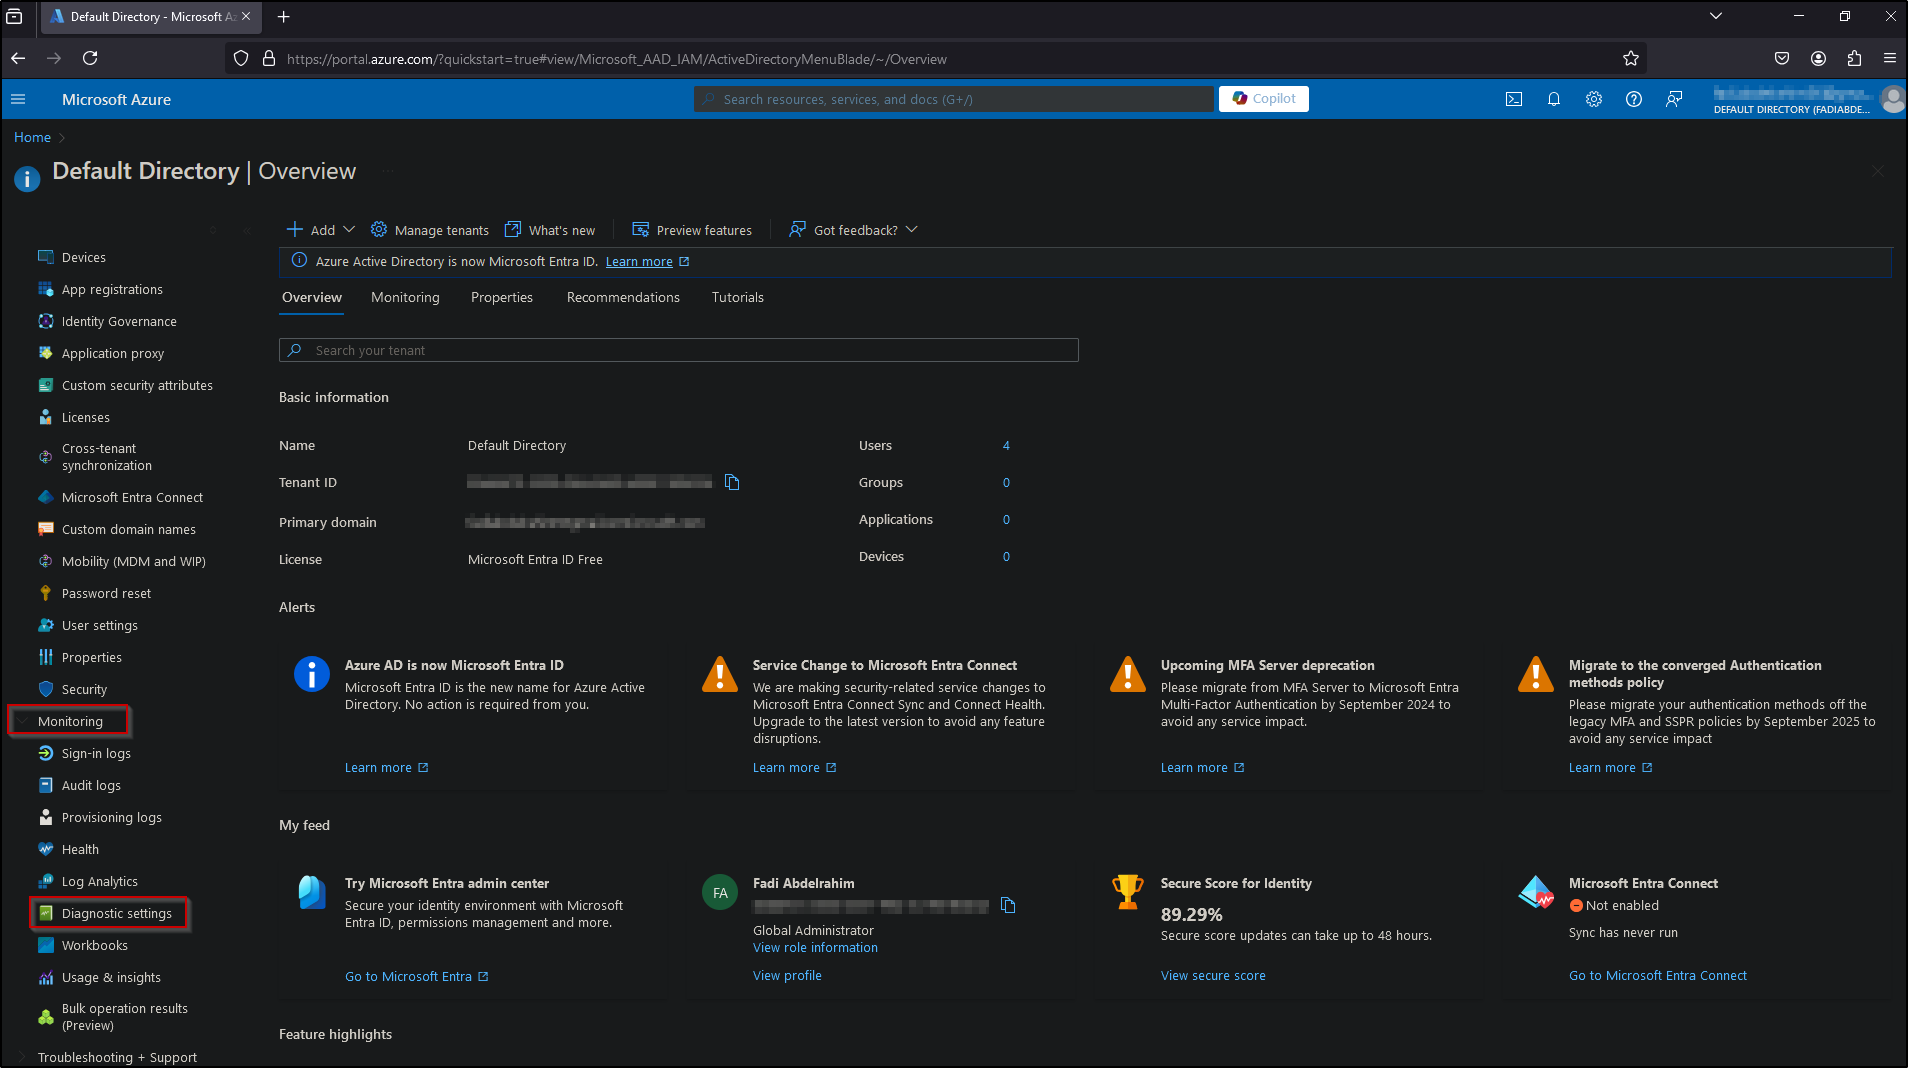 Default Directory - Microsoft Az
https://portal.azure.com/?quickstart=true#view/Microsoft_AAD_IAM/ActiveDirectoryMenuBlade/~/Overview
Microsoft Azure
Search resources, services, and docs (G+/)
Copilot
DEFAULT DIRECTORY (FADIABDE...
Home
Default Directory | Overview
Add
Manage tenants
What's new
Preview features
Got feedback?
Azure Active Directory is now Microsoft Entra ID. Learn more
Overview
Monitoring
Properties
Recommendations
Tutorials
Search your tenant
Devices
App registrations
Identity Governance
Application proxy
Custom security attributes
Licenses
Cross-tenant
synchronization
Microsoft Entra Connect
Custom domain names
Mobility (MDM and WIP)
Password reset
User settings
Properties
Security
Monitoring
Sign-in logs
Audit logs
Provisioning logs
Health
Log Analytics
Diagnostic settings
Workbooks
Usage & insights
Bulk operation results
(Preview)
Troubleshooting + Support
Basic information
Name Default Directory
Tenant ID
Primary domain
License Microsoft Entra ID Free
Users 4
Groups 0
Applications 0
Devices 0
Alerts
Azure AD is now Microsoft Entra ID
Microsoft Entra ID is the new name for Azure Active
Directory. No action is required from you.
Learn more
Service Change to Microsoft Entra Connect
We are making security-related service changes to
Microsoft Entra Connect Sync and Connect Health.
Upgrade to the latest version to avoid any feature
disruptions.
Learn more
Upcoming MFA Server deprecation
Please migrate from MFA Server to Microsoft Entra
Multi-Factor Authentication by September 2024 to
avoid any service impact.
Learn more
Migrate to the converged Authentication
methods policy
Please migrate your authentication methods off the
legacy MFA and SSPR policies by September 2025 to
avoid any service impact
Learn more
My feed
Try Microsoft Entra admin center
Secure your identity environment with Microsoft
Entra ID, permissions management and more.
Go to Microsoft Entra
FA
Fadi Abdelrahim
Global Administrator
View role information
View profile
Secure Score for Identity
89.29%
Secure score updates can take up to 48 hours.
View secure score
Microsoft Entra Connect
Not enabled
Sync has never run
Go to Microsoft Entra Connect
Feature highlights